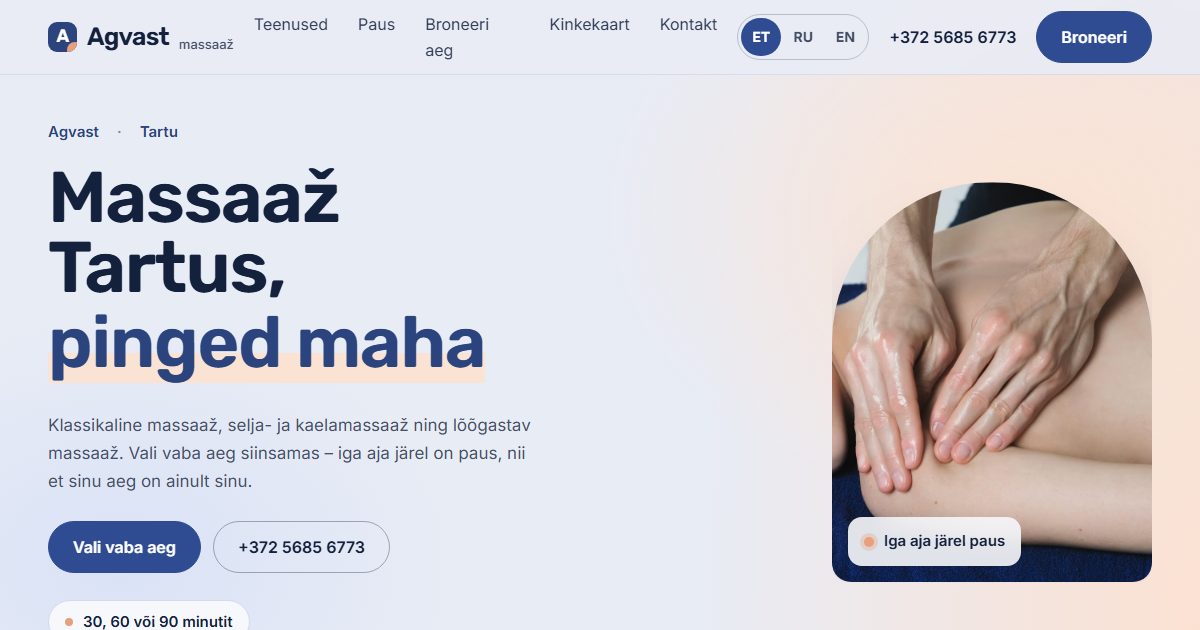 A Agvast massaaž
Teenused
Paus
Broneeri
aeg
Kinkekaart
Kontakt
ET RU EN
+372 5685 6773
Broneeri
Agvast · Tartu
Massaaž
Tartus,
pinged maha
Klassikaline massaaž, selja- ja kaelamassaaž ning lõõgastav
massaaž. Vali vaba aeg siinsamas – iga aja järel on paus, nii
et sinu aeg on ainult sinu.
Vali vaba aeg
+372 5685 6773
Iga aja järel paus
30, 60 või 90 minutit